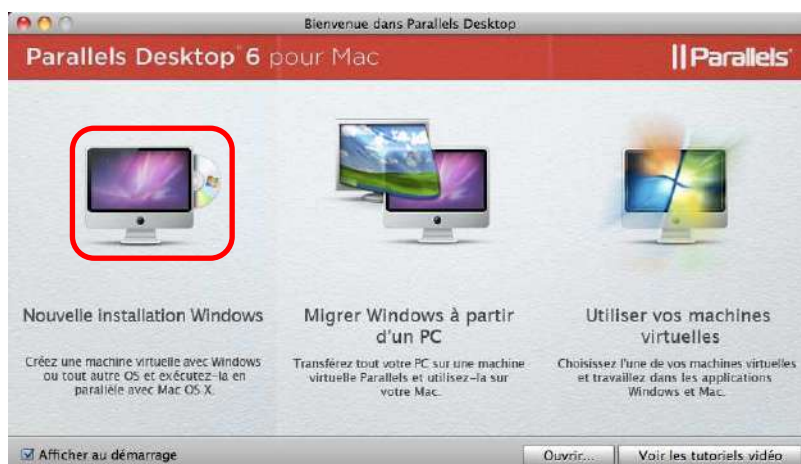 Bienvenue dans Parallels Desktop
Parallels Desktop® 6 pour Mac
||Parallels®
Nouvelle installation Windows
Créez une machine virtuelle avec Windows
ou tout autre OS et exécutez-la en
parallèle avec Mac OS X.
Migrer Windows à partir
d'un PC
Transférez tout votre PC sur une machine
virtuelle Parallels et utilisez-la sur
votre Mac.
Utiliser vos machines
virtuelles
Choisissez l'une de vos machines virtuelles
et travaillez dans les applications
Windows et Mac.
Afficher au démarrage
Ouvrir...
Voir les tutoriels vidéo